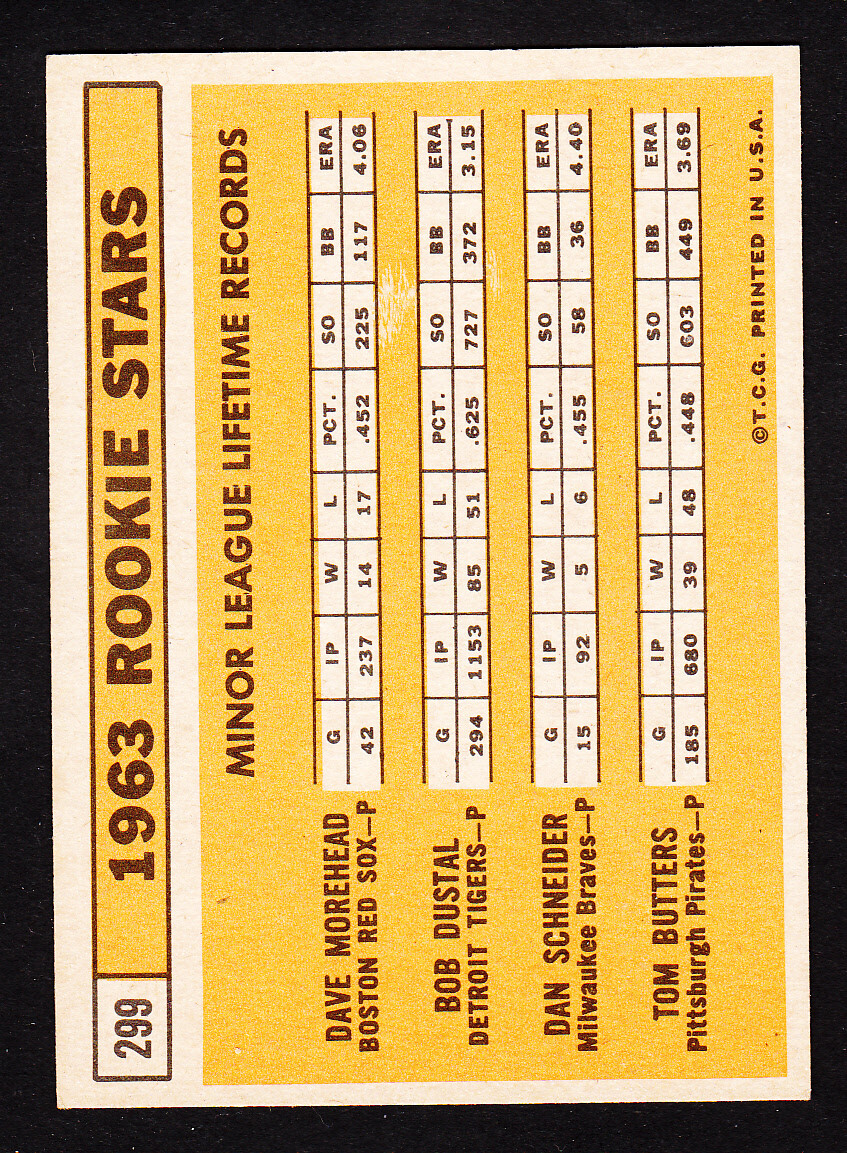 299 1963 ROOKIE STARS
MINOR LEAGUE LIFETIME RECORDS
G IP W L PCT. SO BB ERA
DAVE MOREHEAD
BOSTON RED SOX—P 42 237 14 17 .452 225 117 4.06
G IP W L PCT. SO BB ERA
BOB DUSTAL
DETROIT TIGERS—P 294 1153 85 51 .625 727 372 3.15
G IP W L PCT. SO BB ERA
DAN SCHNEIDER
Milwaukee Braves—P 15 92 5 6 .455 58 36 4.40
G IP W L PCT. SO BB ERA
TOM BUTTERS
Pittsburgh Pirates—P 185 680 39 48 .448 603 449 3.69
©T.C.G. PRINTED IN U.S.A.